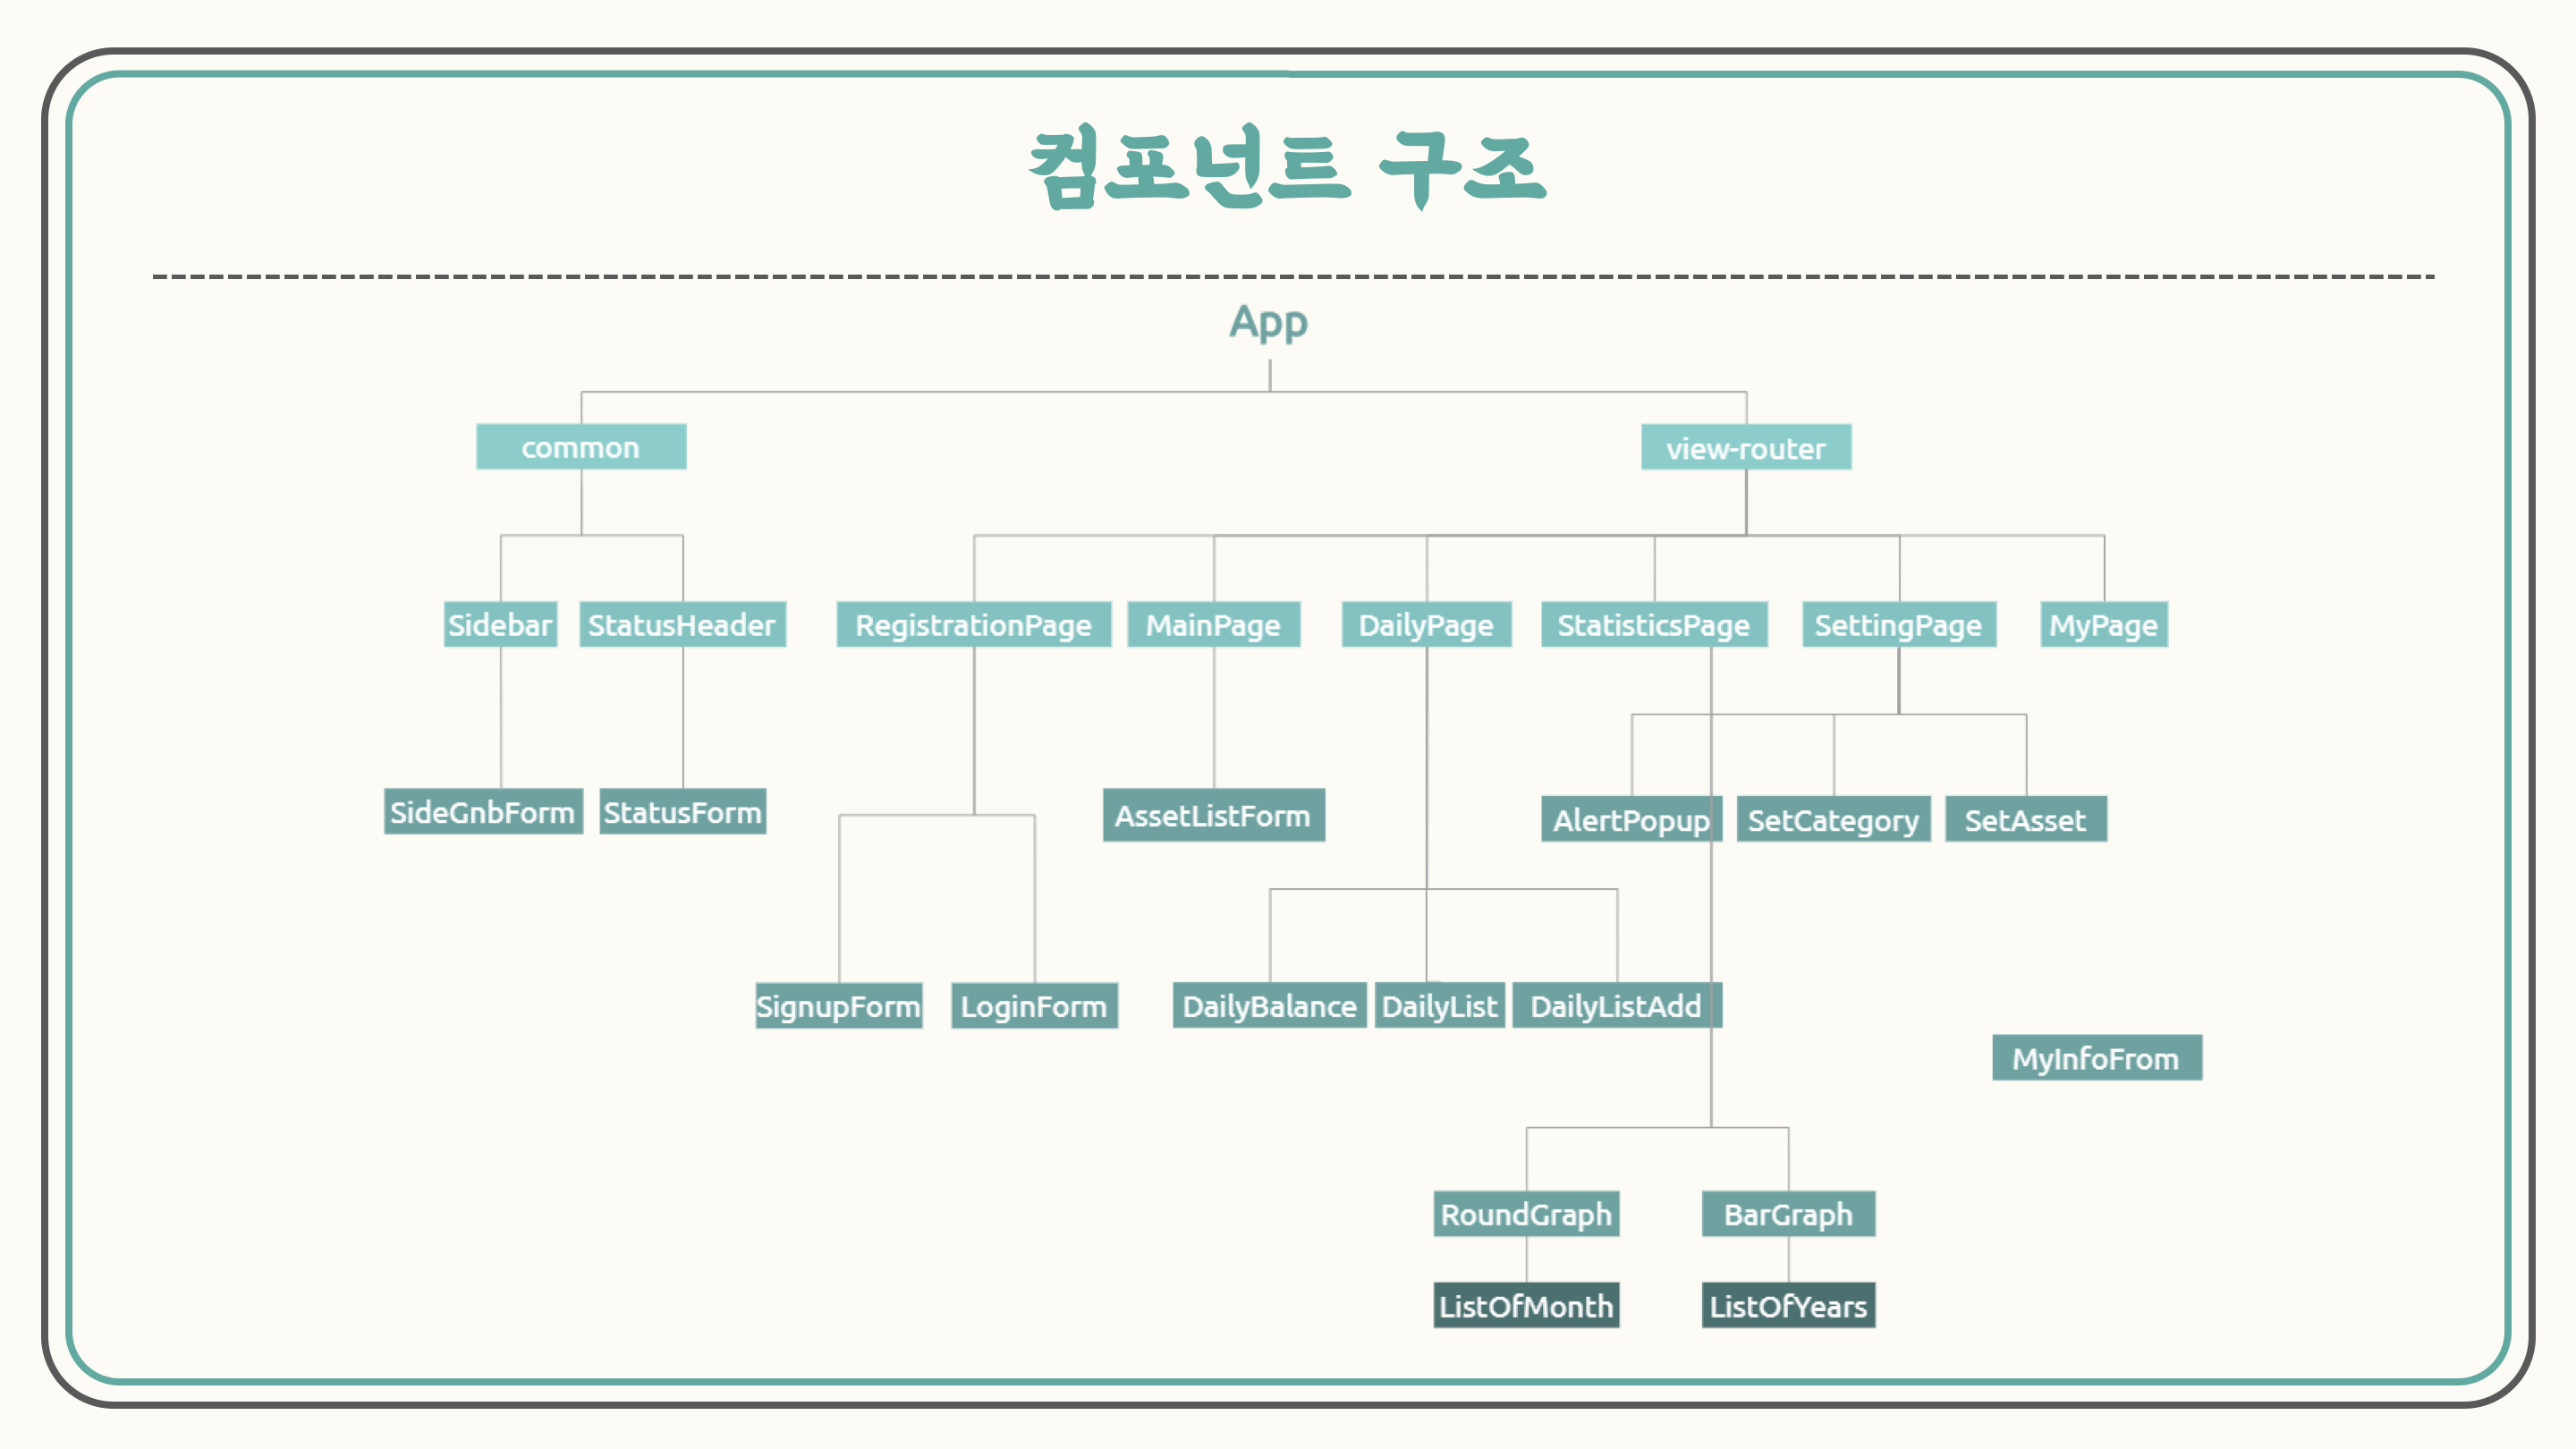 컴포넌트 구조
App
common
view-router
Sidebar
StatusHeader
RegistrationPage
MainPage
DailyPage
StatisticsPage
SettingPage
MyPage
SideGnbForm
StatusForm
AssetListForm
AlertPopup
SetCategory
SetAsset
SignupForm
LoginForm
DailyBalance
DailyList
DailyListAdd
MyInfoFrom
RoundGraph
BarGraph
ListOfMonth
ListOfYears